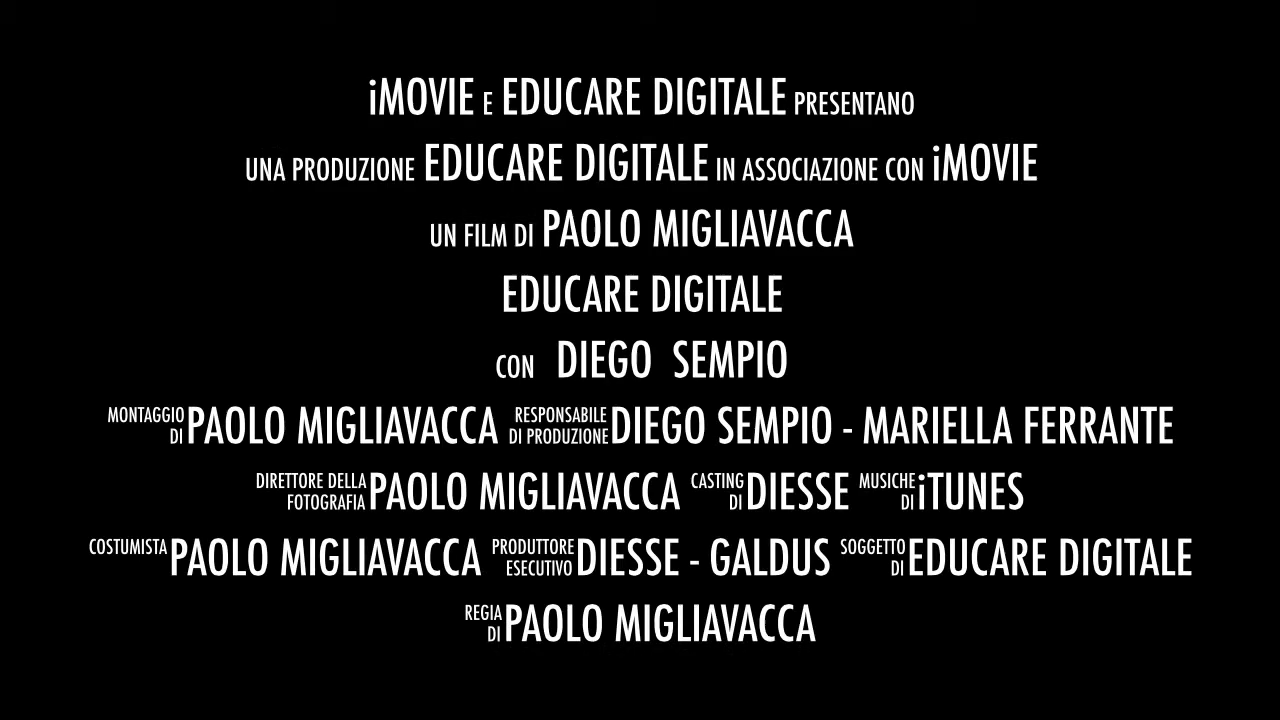 iMOVIE E EDUCARE DIGITALE PRESENTANO
UNA PRODUZIONE EDUCARE DIGITALE IN ASSOCIAZIONE CON iMOVIE
UN FILM DI PAOLO MIGLIAVACCA
EDUCARE DIGITALE
CON DIEGO SEMPIO
MONTAGGIO DI PAOLO MIGLIAVACCA RESPONSABILE DI PRODUZIONE DIEGO SEMPIO - MARIELLA FERRANTE
DIRETTORE DELLA FOTOGRAFIA PAOLO MIGLIAVACCA CASTING DI DIESSE MUSICHE DI iTUNES
COSTUMISTA PAOLO MIGLIAVACCA PRODUTTORE ESECUTIVO DIESSE - GALDUS SOGGETTO DI EDUCARE DIGITALE
REGIA DI PAOLO MIGLIAVACCA